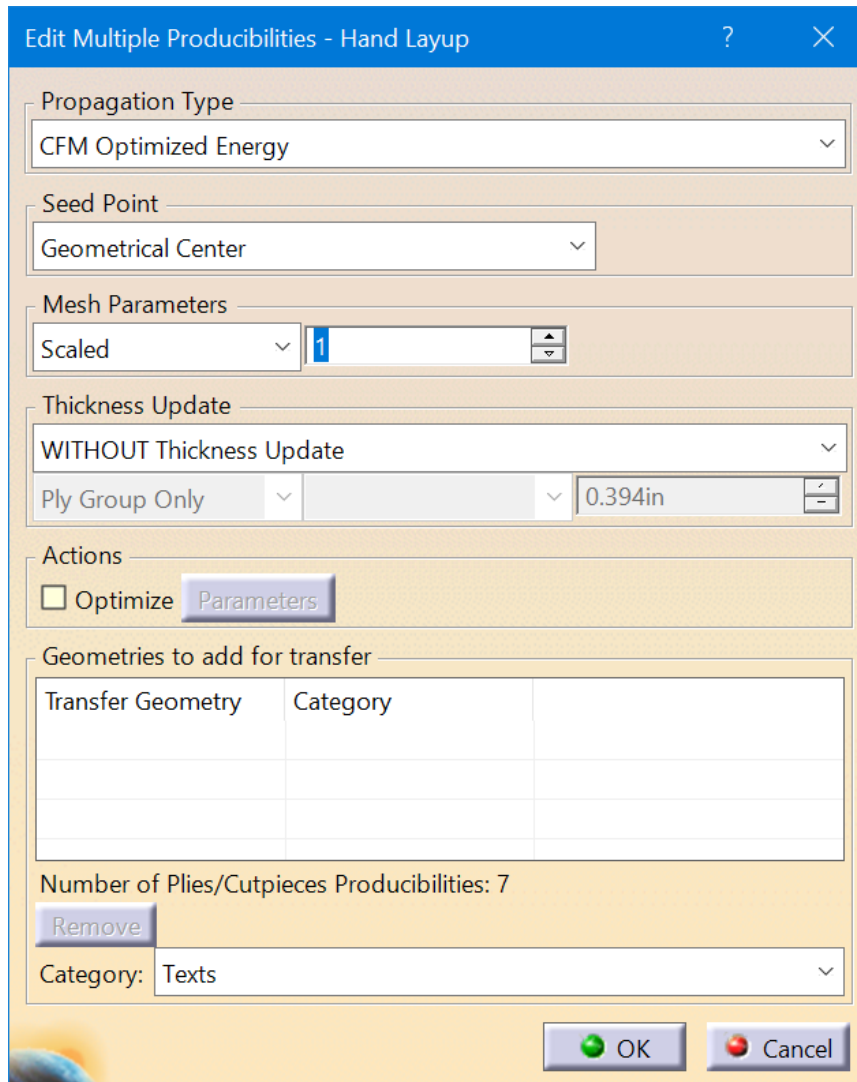 Edit Multiple Producibilities - Hand Layup ?
Propagation Type
CFM Optimized Energy
Seed Point
Geometrical Center
Mesh Parameters
Scaled 1
Thickness Update
WITHOUT Thickness Update
Ply Group Only 0.394in
Actions
Optimize Parameters
Geometries to add for transfer
Transfer Geometry Category
Number of Plies/Cutpieces Producibilities: 7
Remove
Category: Texts
OK Cancel